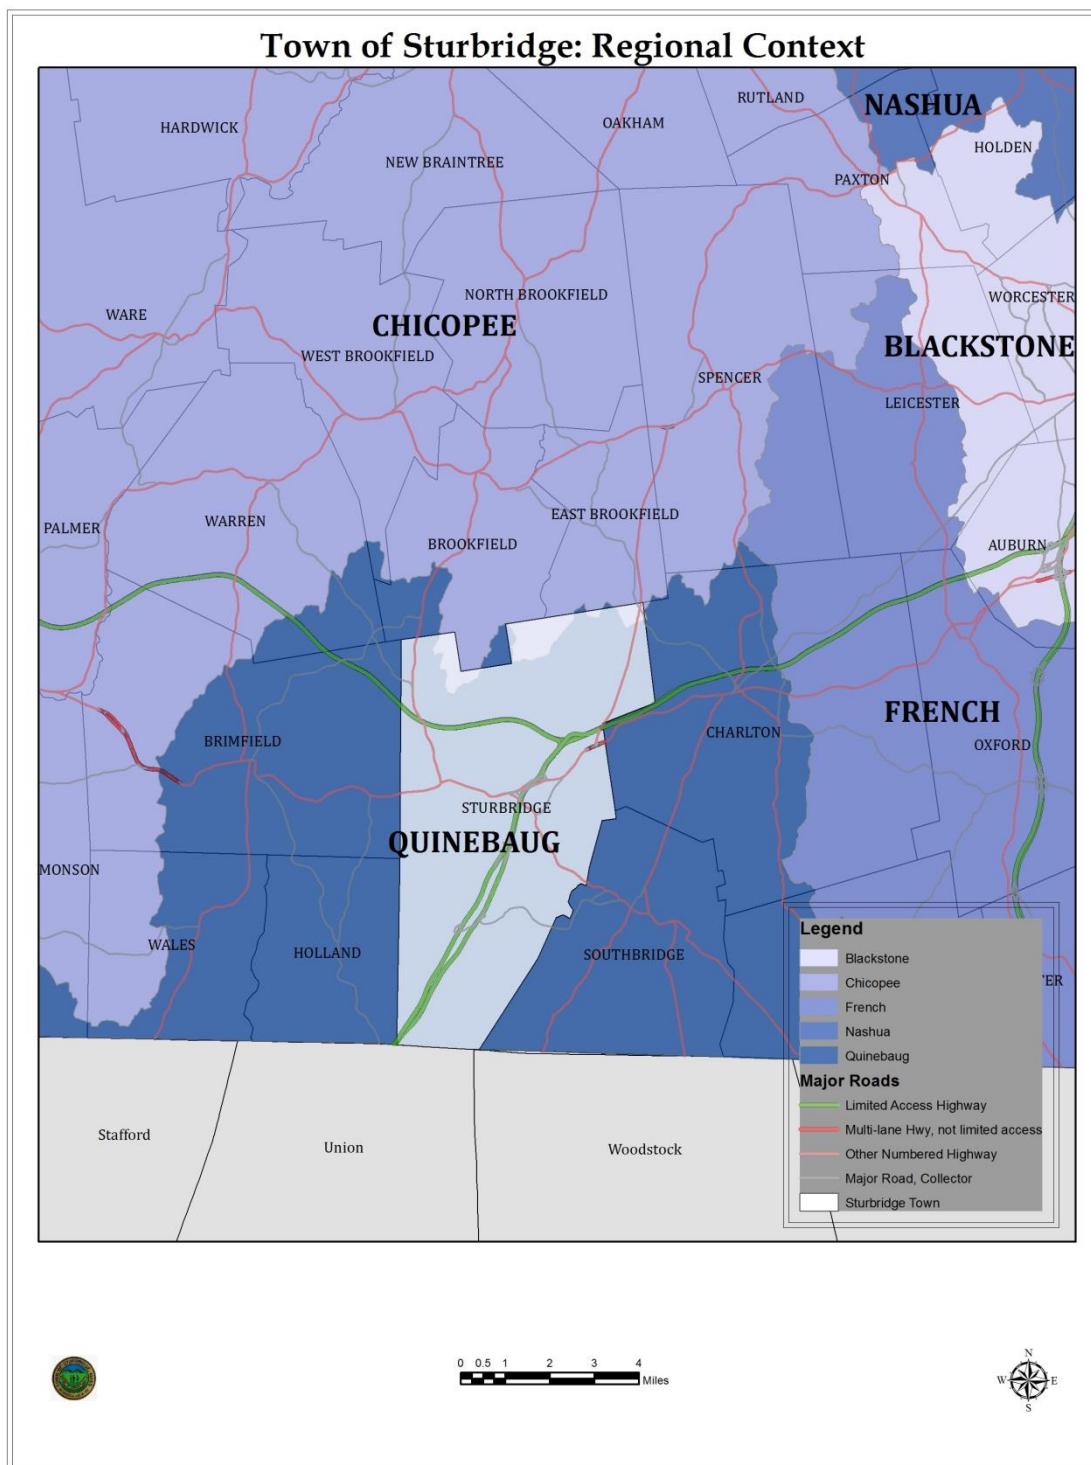 Town of Sturbridge: Regional Context
NASHUA
RUTLAND
OAKHAM
HARDWICK
HOLDEN
NEW BRAINTREE
PAXTON
NORTH BROOKFIELD
WORCESTER
WARE
CHICOPEE
BLACKSTONE
WEST BROOKFIELD
SPENCER
LEICESTER
EAST BROOKFIELD
WARREN
PALMER
BROOKFIELD
AUBURN
FRENCH
CHARLTON
BRIMFIELD
OXFORD
STURBRIDGE
QUINEBAUG
MONSON
WALES
HOLLAND
SOUTHBRIDGE
TER
Legend
Blackstone
Chicopee
French
Nashua
Quinebaug
Major Roads
Limited Access Highway
Multi-lane Hwy, not limited access
Other Numbered Highway
Major Road, Collector
Sturbridge Town
Stafford
Union
Woodstock
0 0.5 1 2 3 4
Miles
N
W E
S